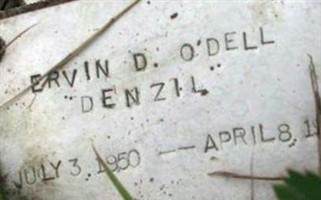 ERVIN D. O'DELL
"DENZIL"
JULY 3, 1950 — APRIL 8,